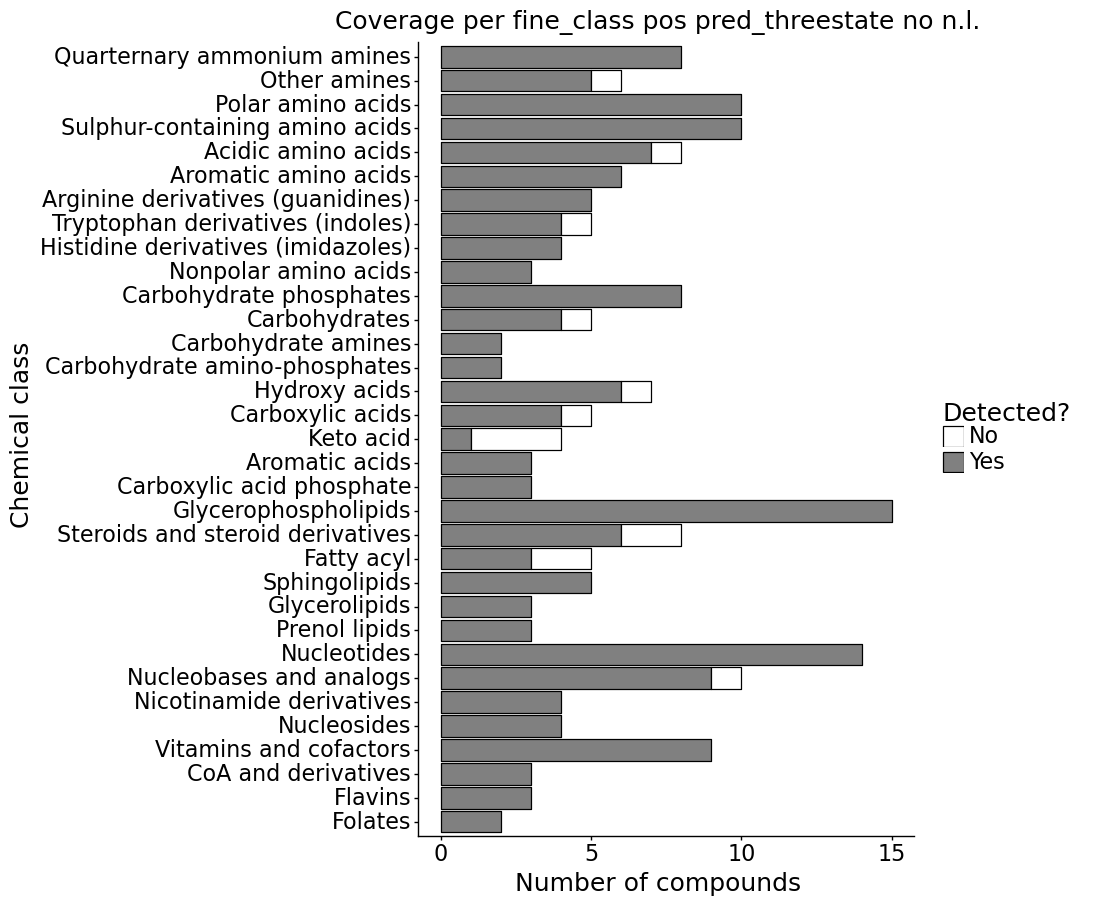 Coverage per fine_class pos pred_threestate no n.l.
Quarternary ammonium amines
Other amines
Polar amino acids
Sulphur-containing amino acids
Acidic amino acids
Aromatic amino acids
Arginine derivatives (guanidines)
Tryptophan derivatives (indoles)
Histidine derivatives (imidazoles)
Nonpolar amino acids
Carbohydrate phosphates
Carbohydrates
Carbohydrate amines
Carbohydrate amino-phosphates
Hydroxy acids
Carboxylic acids
Keto acid
Aromatic acids
Carboxylic acid phosphate
Glycerophospholipids
Steroids and steroid derivatives
Fatty acyl
Sphingolipids
Glycerolipids
Prenol lipids
Nucleotides
Nucleobases and analogs
Nicotinamide derivatives
Nucleosides
Vitamins and cofactors
CoA and derivatives
Flavins
Folates
Chemical class
0 5 10 15
Number of compounds
Detected?
No
Yes